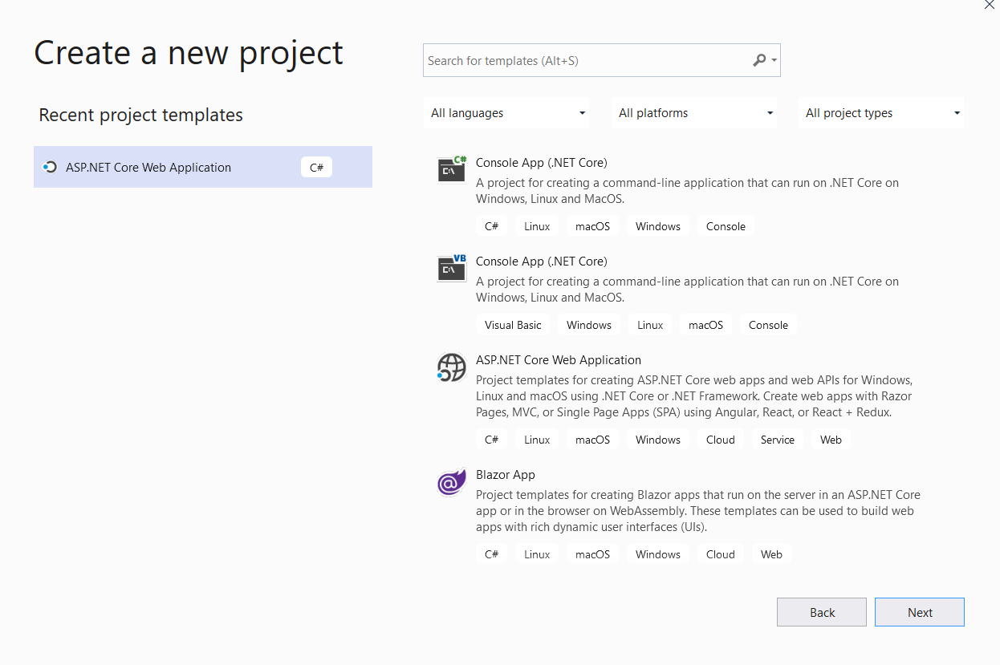 Create a new project
Search for templates (Alt+S)
Recent project templates
All languages
All platforms
All project types
ASP.NET Core Web Application
C#
C#
C:\
Console App (.NET Core)
A project for creating a command-line application that can run on .NET Core on
Windows, Linux and MacOS.
C# Linux macOS Windows Console
VB
C:\
Console App (.NET Core)
A project for creating a command-line application that can run on .NET Core on
Windows, Linux and MacOS.
Visual Basic Windows Linux macOS Console
ASP.NET Core Web Application
Project templates for creating ASP.NET Core web apps and web APIs for Windows,
Linux and macOS using .NET Core or .NET Framework. Create web apps with Razor
Pages, MVC, or Single Page Apps (SPA) using Angular, React, or React + Redux.
C# Linux macOS Windows Cloud Service Web
@
Blazor App
Project templates for creating Blazor apps that run on the server in an ASP.NET Core
app or in the browser on WebAssembly. These templates can be used to build web
apps with rich dynamic user interfaces (UIs).
C# Linux macOS Windows Cloud Web
Back
Next